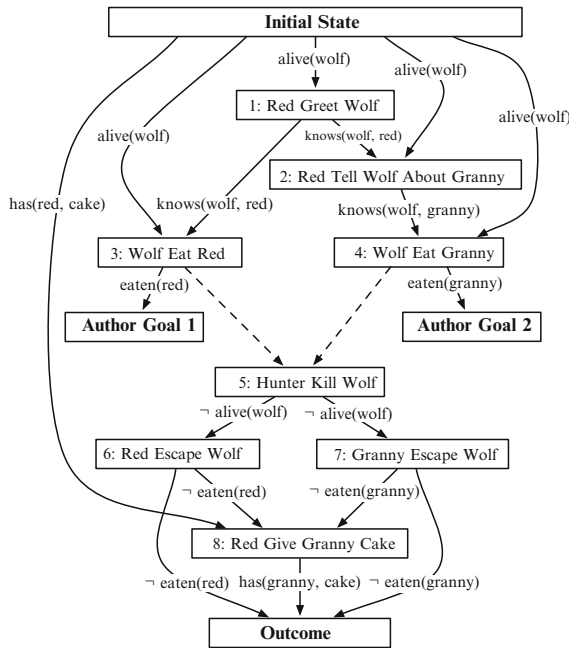 Initial State
alive(wolf)
alive(wolf)
1: Red Greet Wolf
alive(wolf)
alive(wolf)
knows(wolf, red)
2: Red Tell Wolf About Granny
has(red, cake)
knows(wolf, red)
knows(wolf, granny)
3: Wolf Eat Red
4: Wolf Eat Granny
eaten(red)
eaten(granny)
Author Goal 1
Author Goal 2
5: Hunter Kill Wolf
¬ alive(wolf)
¬ alive(wolf)
6: Red Escape Wolf
7: Granny Escape Wolf
¬ eaten(red)
¬ eaten(granny)
8: Red Give Granny Cake
¬ eaten(red)
has(granny, cake)
¬ eaten(granny)
Outcome